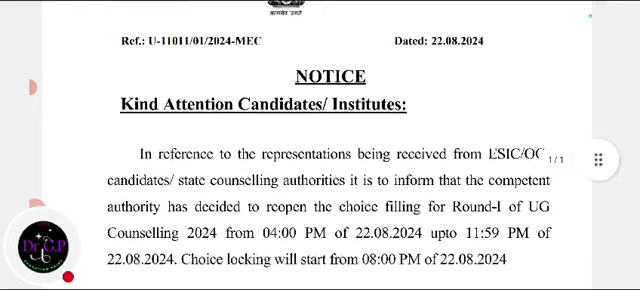 सत्यमेव जयते
Ref.: U-11011/01/2024-MEC Dated: 22.08.2024
NOTICE
Kind Attention Candidates/ Institutes:
In reference to the representations being received from ESIC/OC
1/1
candidates/ state counselling authorities it is to inform that the competent
authority has decided to reopen the choice filling for Round-I of UG
Counselling 2024 from 04:00 PM of 22.08.2024 upto 11:59 PM of
22.08.2024. Choice locking will start from 08:00 PM of 22.08.2024
Dr G.P